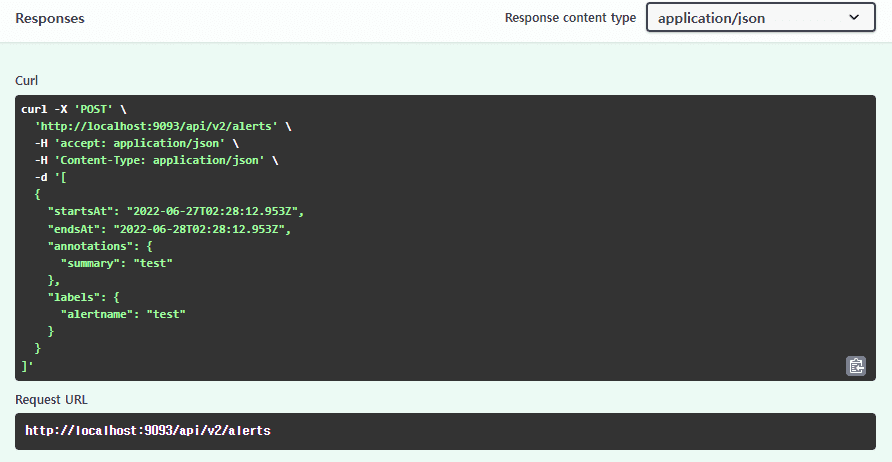 Responses
Response content type
application/json
Curl
curl -X 'POST' \
  'http://localhost:9093/api/v2/alerts' \
  -H 'accept: application/json' \
  -H 'Content-Type: application/json' \
  -d '[
  {
    "startsAt": "2022-06-27T02:28:12.953Z",
    "endsAt": "2022-06-28T02:28:12.953Z",
    "annotations": {
      "summary": "test"
    },
    "labels": {
      "alertname": "test"
    }
  }
]'
Request URL
http://localhost:9093/api/v2/alerts